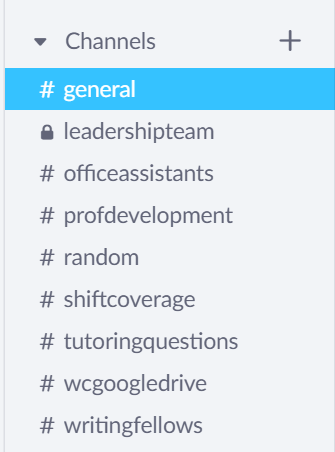 Channels
# general
leadershipteam
# officeassistants
# profdevelopment
# random
# shiftcoverage
# tutoringquestions
# wcgoogledrive
# writingfellows